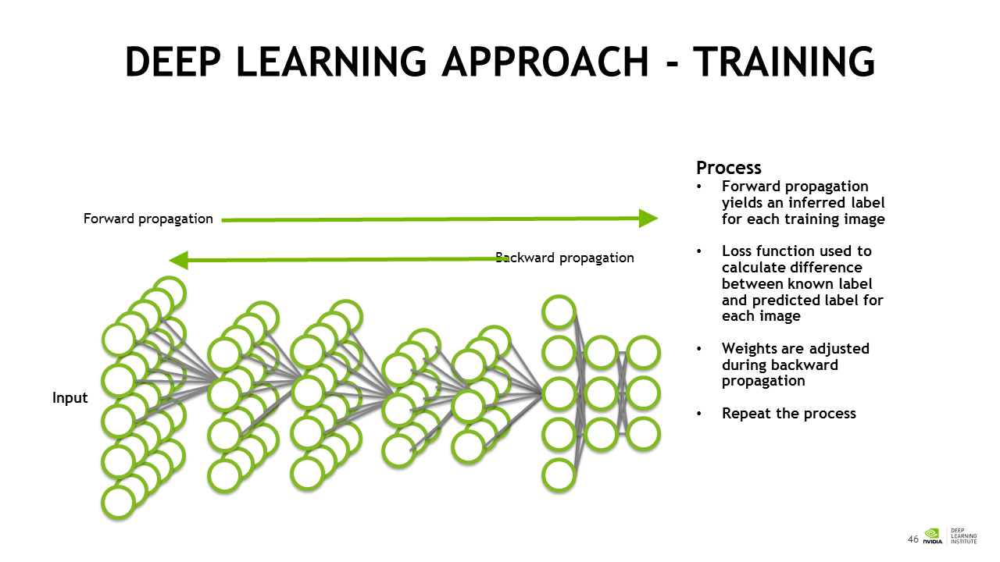 DEEP LEARNING APPROACH - TRAINING
Forward propagation
Backward propagation
Input
Process
• Forward propagation
yields an inferred label
for each training image
• Loss function used to
calculate difference
between known label
and predicted label for
each image
• Weights are adjusted
during backward
propagation
• Repeat the process
46
NVIDIA
DEEP
LEARNING
INSTITUTE